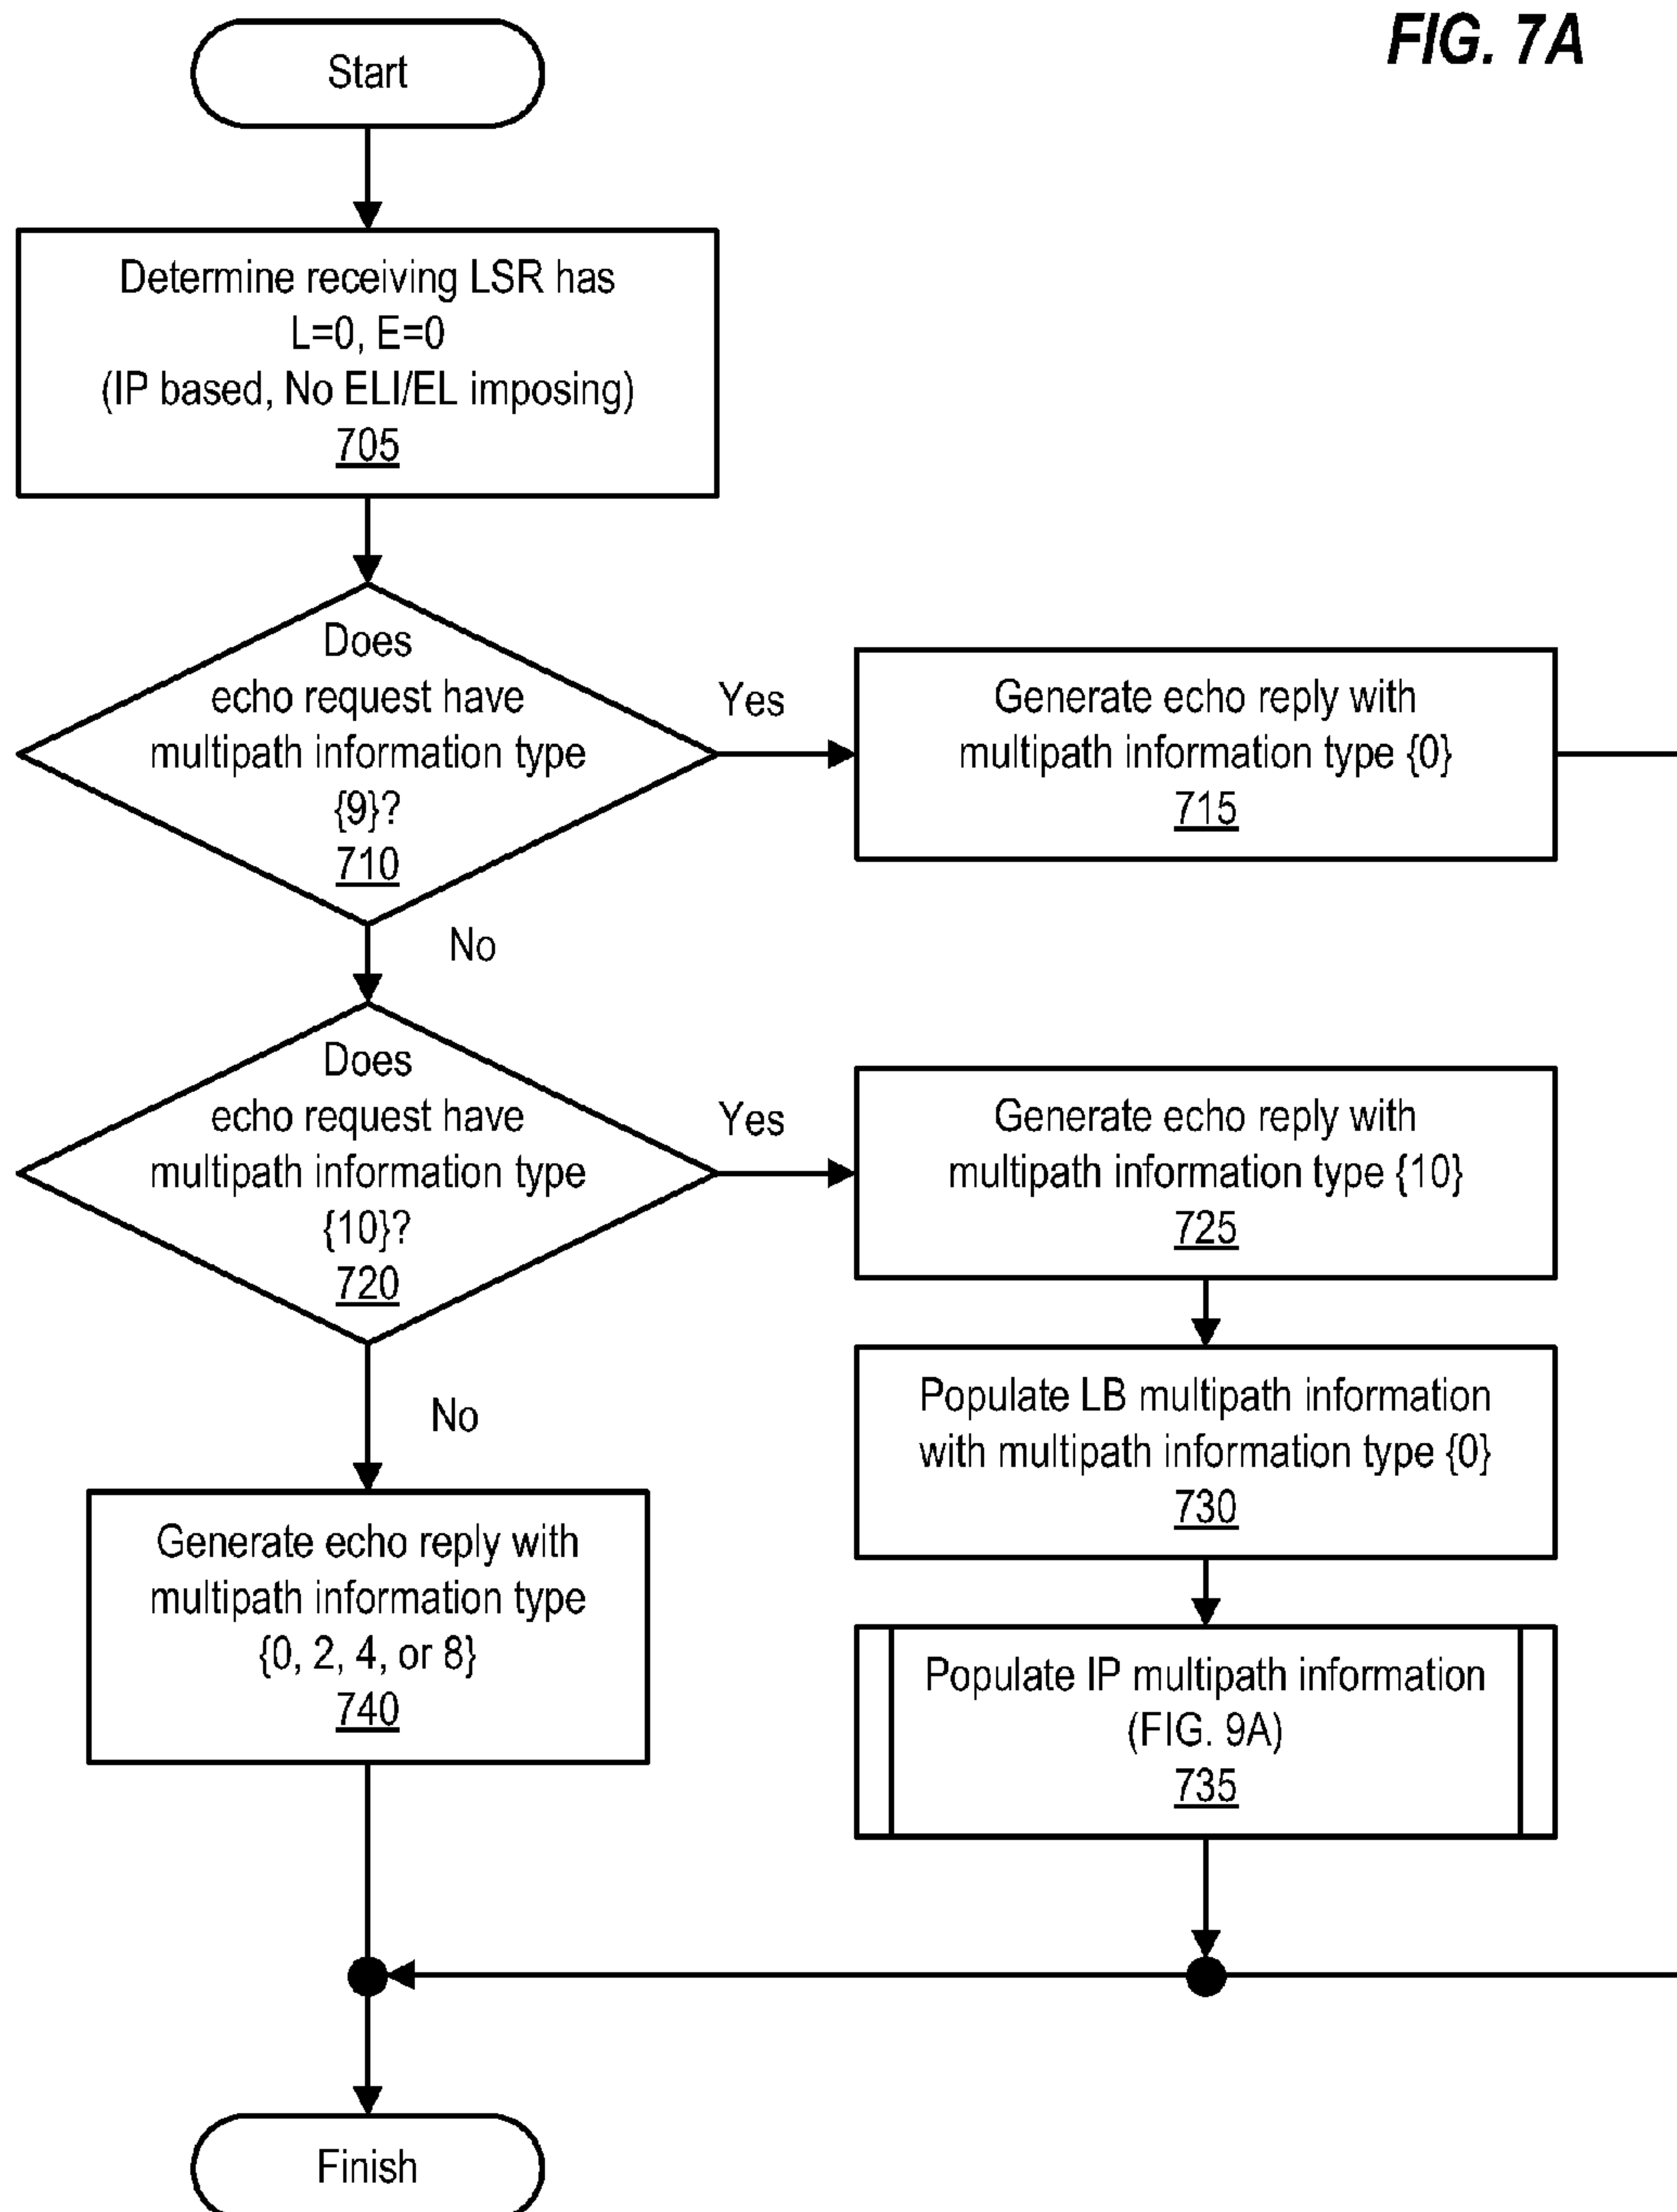 FIG. 7A
Start
Determine receiving LSR has
L=0, E=0
(IP based, No ELI/EL imposing)
705
Does
echo request have
multipath information type
{9}?
710
Yes
Generate echo reply with
multipath information type {0}
715
No
Does
echo request have
multipath information type
{10}?
720
Yes
Generate echo reply with
multipath information type {10}
725
Populate LB multipath information
with multipath information type {0}
730
Populate IP multipath information
(FIG. 9A)
735
No
Generate echo reply with
multipath information type
{0, 2, 4, or 8}
740
Finish